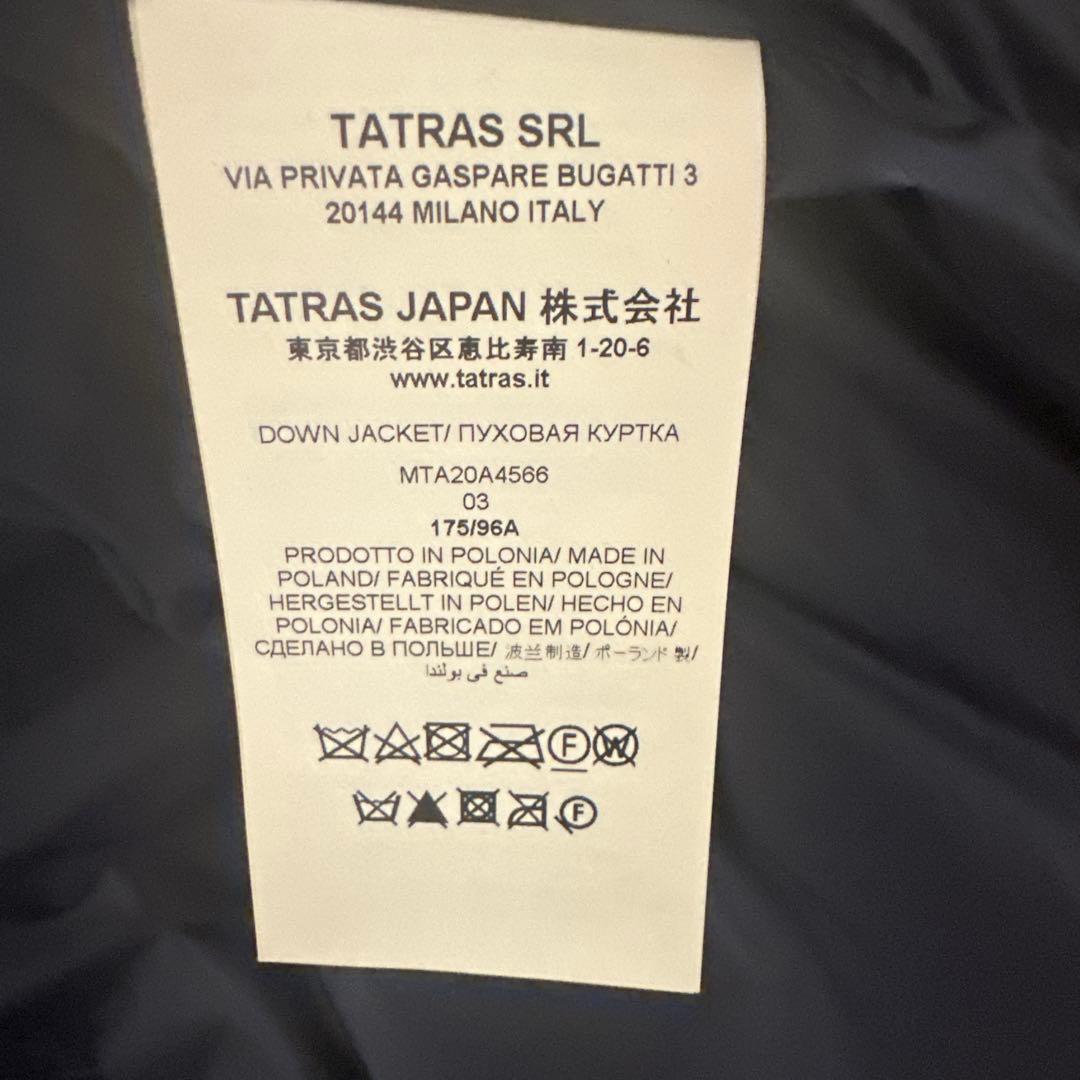 TATRAS SRL
VIA PRIVATA GASPARE BUGATTI 3
20144 MILANO ITALY
TATRAS JAPAN 株式会社
東京都渋谷区恵比寿南 1-20-6
www.tatras.it
DOWN JACKET/ ПУХОВАЯ КУРТКА
MTA20A4566
03
175/96A
PRODOTTO IN POLONIA/ MADE IN
POLAND/ FABRIQUÉ EN POLOGNE/
HERGESTELLT IN POLEN/ HECHO EN
POLONIA/ FABRICADO EM POLÓNIA/
СДЕЛАНО В ПОЛЬШЕ/ 波兰制造/ ポーランド 製/
صنع في بولندا
F W
F